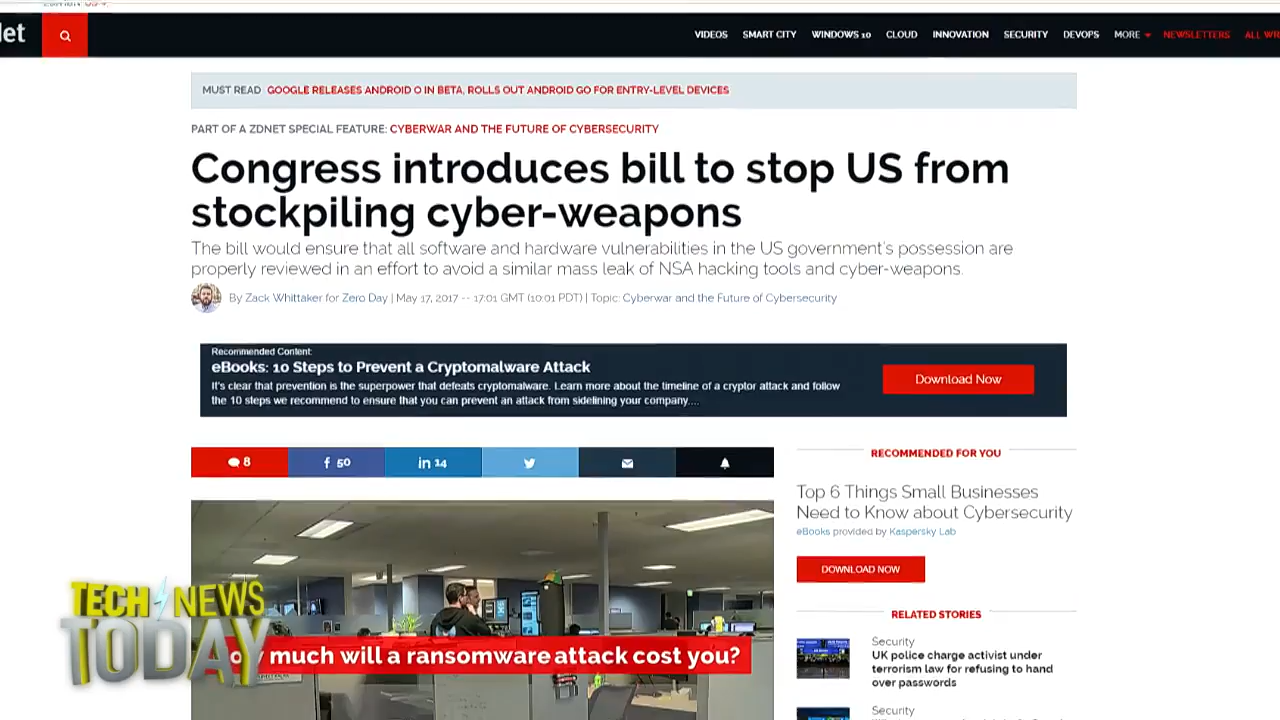 EDITION: US
et
VIDEOS SMART CITY WINDOWS 10 CLOUD INNOVATION SECURITY DEVOPS MORE NEWSLETTERS ALL WR
MUST READ GOOGLE RELEASES ANDROID O IN BETA, ROLLS OUT ANDROID GO FOR ENTRY-LEVEL DEVICES
PART OF A ZDNET SPECIAL FEATURE: CYBERWAR AND THE FUTURE OF CYBERSECURITY
Congress introduces bill to stop US from
stockpiling cyber-weapons
The bill would ensure that all software and hardware vulnerabilities in the US government's possession are
properly reviewed in an effort to avoid a similar mass leak of NSA hacking tools and cyber-weapons.
By Zack Whittaker for Zero Day | May 17, 2017 -- 17:01 GMT (10:01 PDT) | Topic: Cyberwar and the Future of Cybersecurity
Recommended Content:
eBooks: 10 Steps to Prevent a Cryptomalware Attack
It's clear that prevention is the superpower that defeats cryptomalware. Learn more about the timeline of a cryptor attack and follow
the 10 steps we recommend to ensure that you can prevent an attack from sidelining your company....
Download Now
8
f 50
in 14
much will a ransomware attack cost you?
TECH NEWS
TODAY
RECOMMENDED FOR YOU
Top 6 Things Small Businesses
Need to Know about Cybersecurity
eBooks provided by Kaspersky Lab
DOWNLOAD NOW
RELATED STORIES
Security
UK police charge activist under
terrorism law for refusing to hand
over passwords
Security